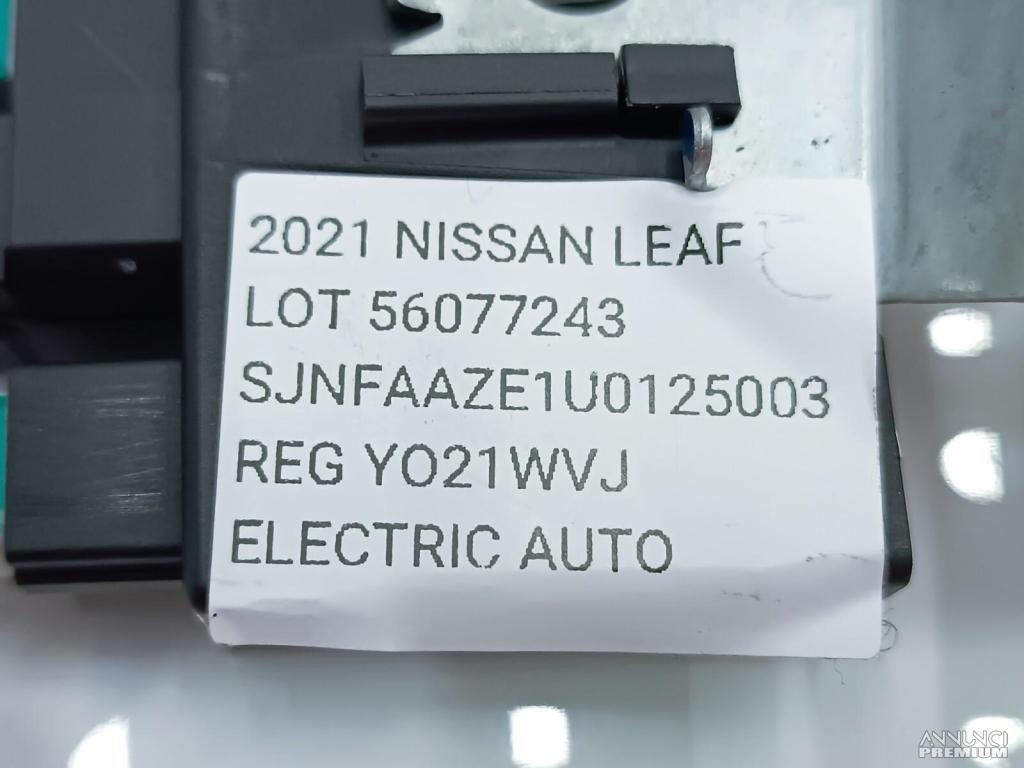 2021 NISSAN LEAF
LOT 56077243
SJNFAAZE1U0125003
REG YO21WVJ
ELECTRIC AUTO
ANNUNCI
PREMIUM